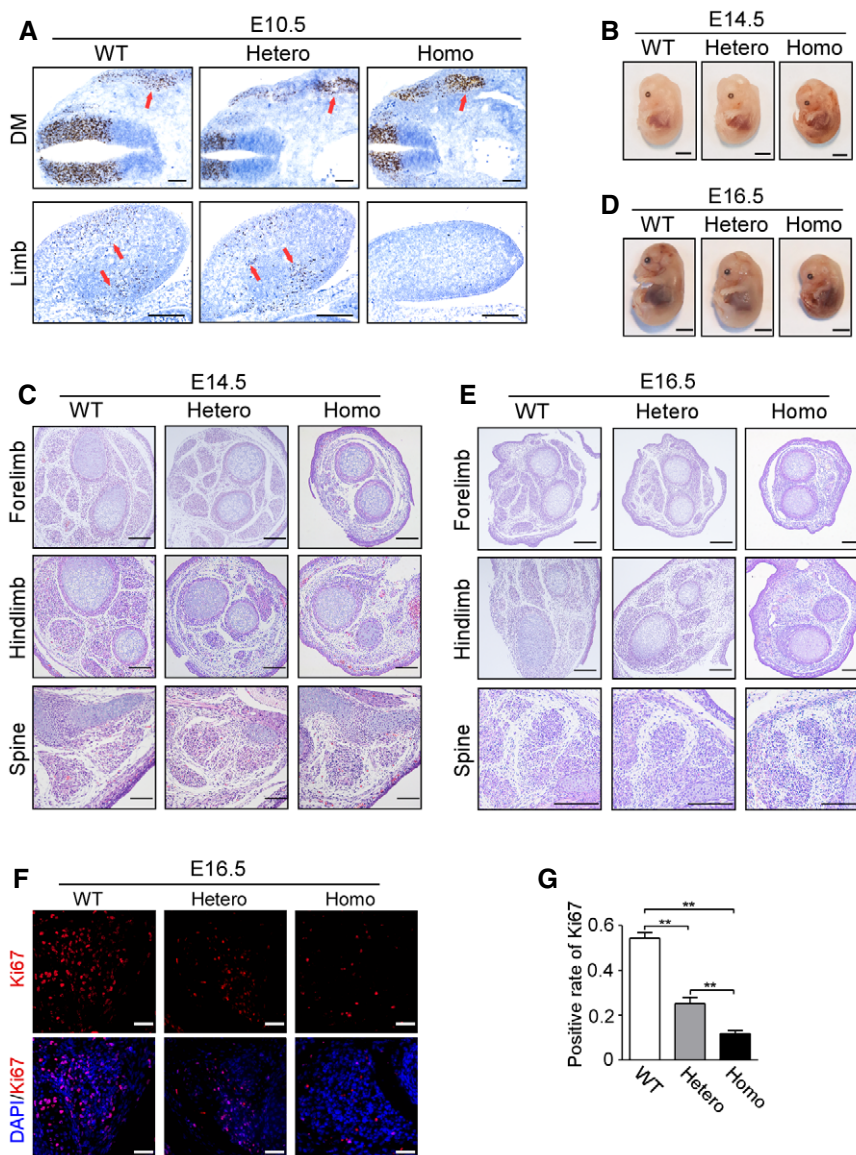 A
E10.5
WT Hetero Homo
DM
Limb
B
E14.5
WT Hetero Homo
D
E16.5
WT Hetero Homo
C
E14.5
WT Hetero Homo
Forelimb
Hindlimb
Spine
E
E16.5
WT Hetero Homo
Forelimb
Hindlimb
Spine
F
E16.5
WT Hetero Homo
Ki67
DAPI/Ki67
G
Positive rate of Ki67
0.6
0.4
0.2
0
**
**
**
WT Hetero Homo